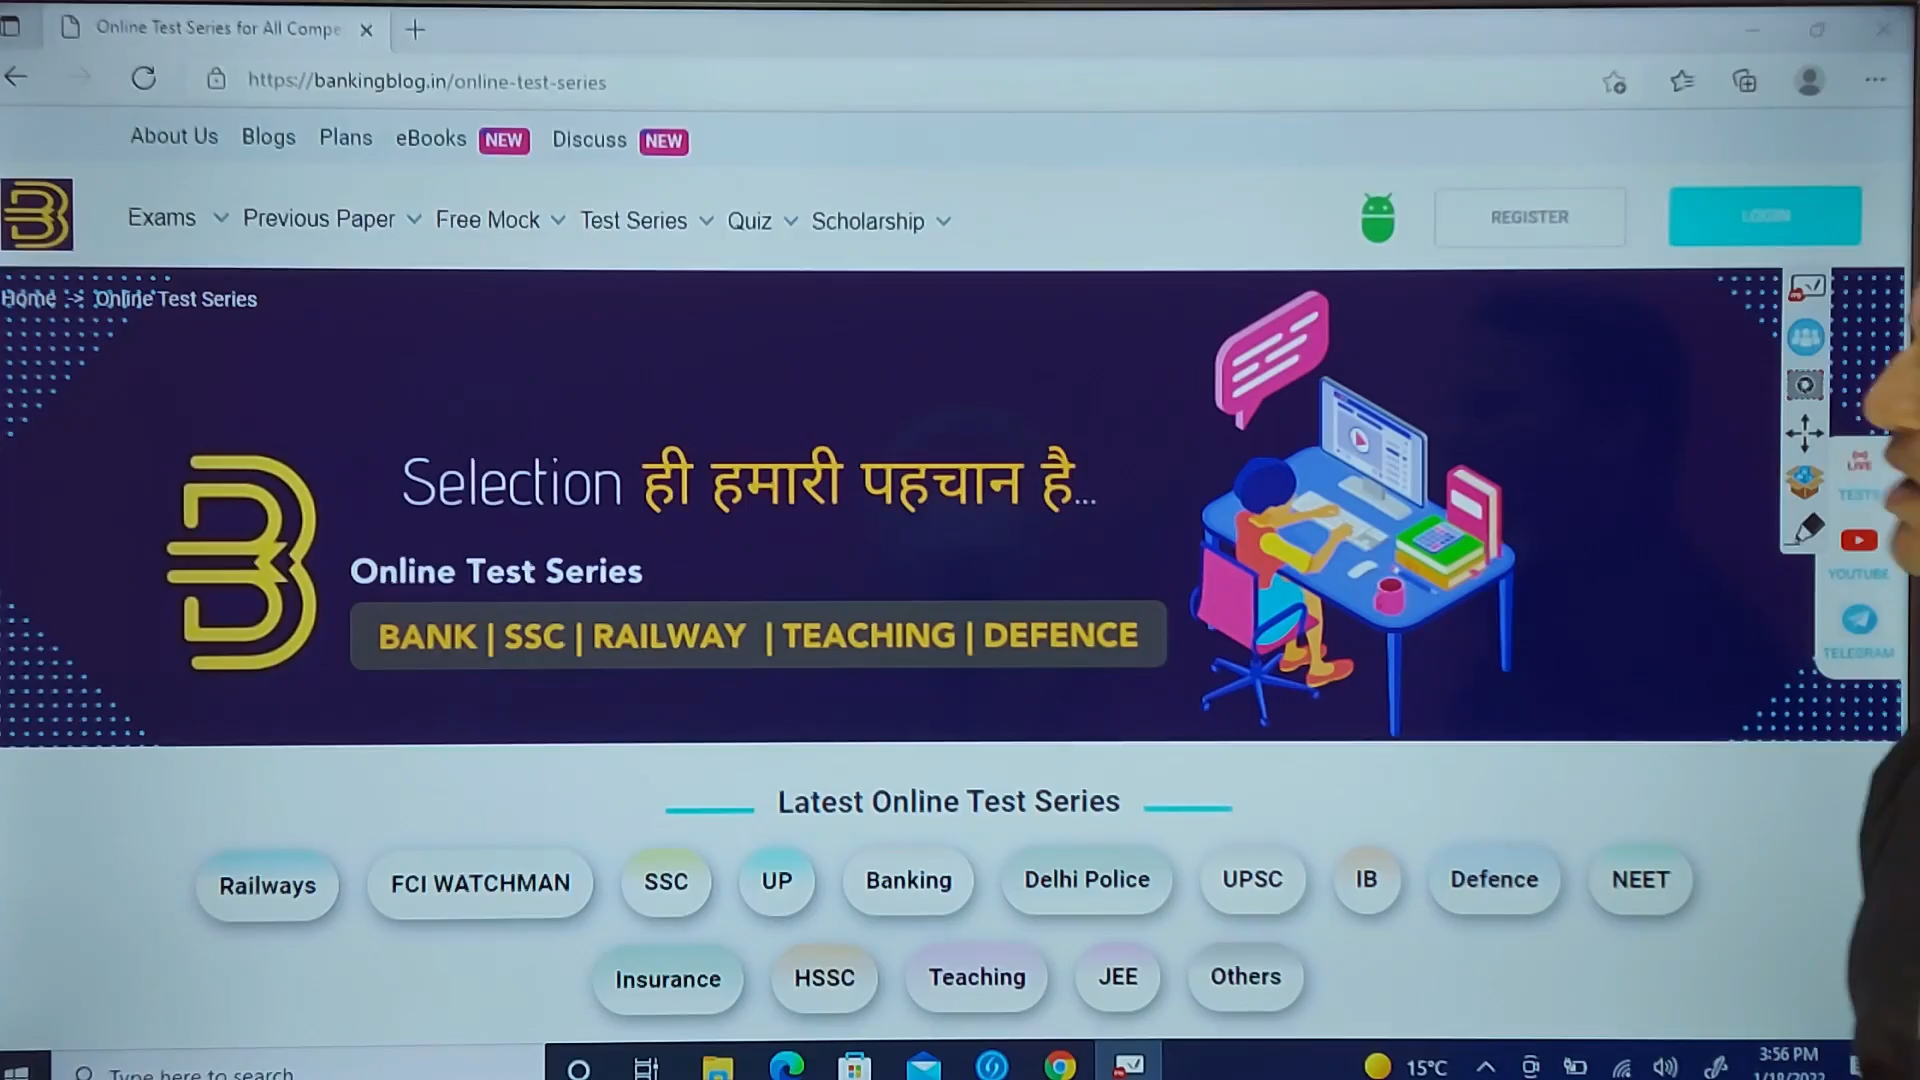 Online Test Series for All Compe
https://bankingblog.in/online-test-series
About Us Blogs Plans eBooks NEW Discuss NEW
Exams Previous Paper Free Mock Test Series Quiz Scholarship REGISTER LOGIN
Home -> Online Test Series
Selection ही हमारी पहचान है...
Online Test Series
BANK | SSC | RAILWAY | TEACHING | DEFENCE
LIVE
TESTS
YOUTUBE
TELEGRAM
Latest Online Test Series
Railways FCI WATCHMAN SSC UP Banking Delhi Police UPSC IB Defence NEET
Insurance HSSC Teaching JEE Others
Type here to search
15°C
3:56 PM